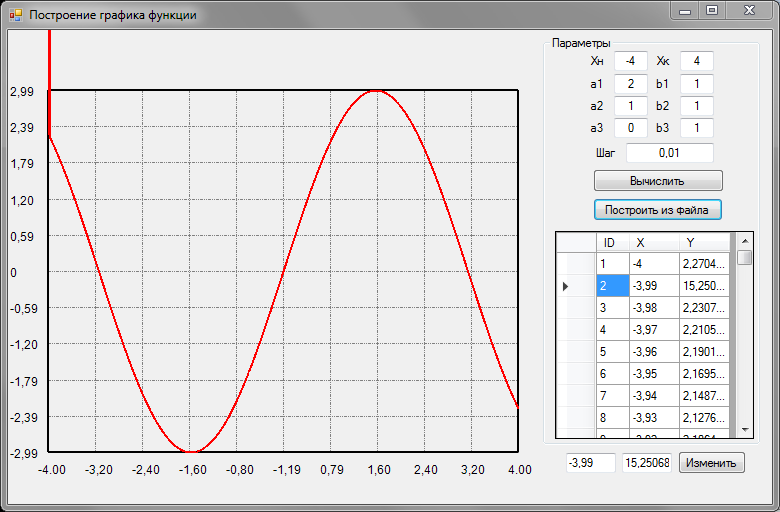 Построение графика функции
Параметры
Хн -4 Хк 4
a1 2 b1 1
a2 1 b2 1
a3 0 b3 1
Шаг 0,01
Вычислить
Построить из файла
ID X Y
1 -4 2,2704...
2 -3,99 15,250...
3 -3,98 2,2307...
4 -3,97 2,2105...
5 -3,96 2,1901...
6 -3,95 2,1695...
7 -3,94 2,1487...
8 -3,93 2,1276...
-3,99 15,25068 Изменить
2,99
2,39
1,79
1,20
0,59
0
-0,59
-1,20
-1,79
-2,39
-2,99
-4.00 -3,20 -2,40 -1,60 -0,80 -1,19 0,79 1,60 2,40 3,20 4.00